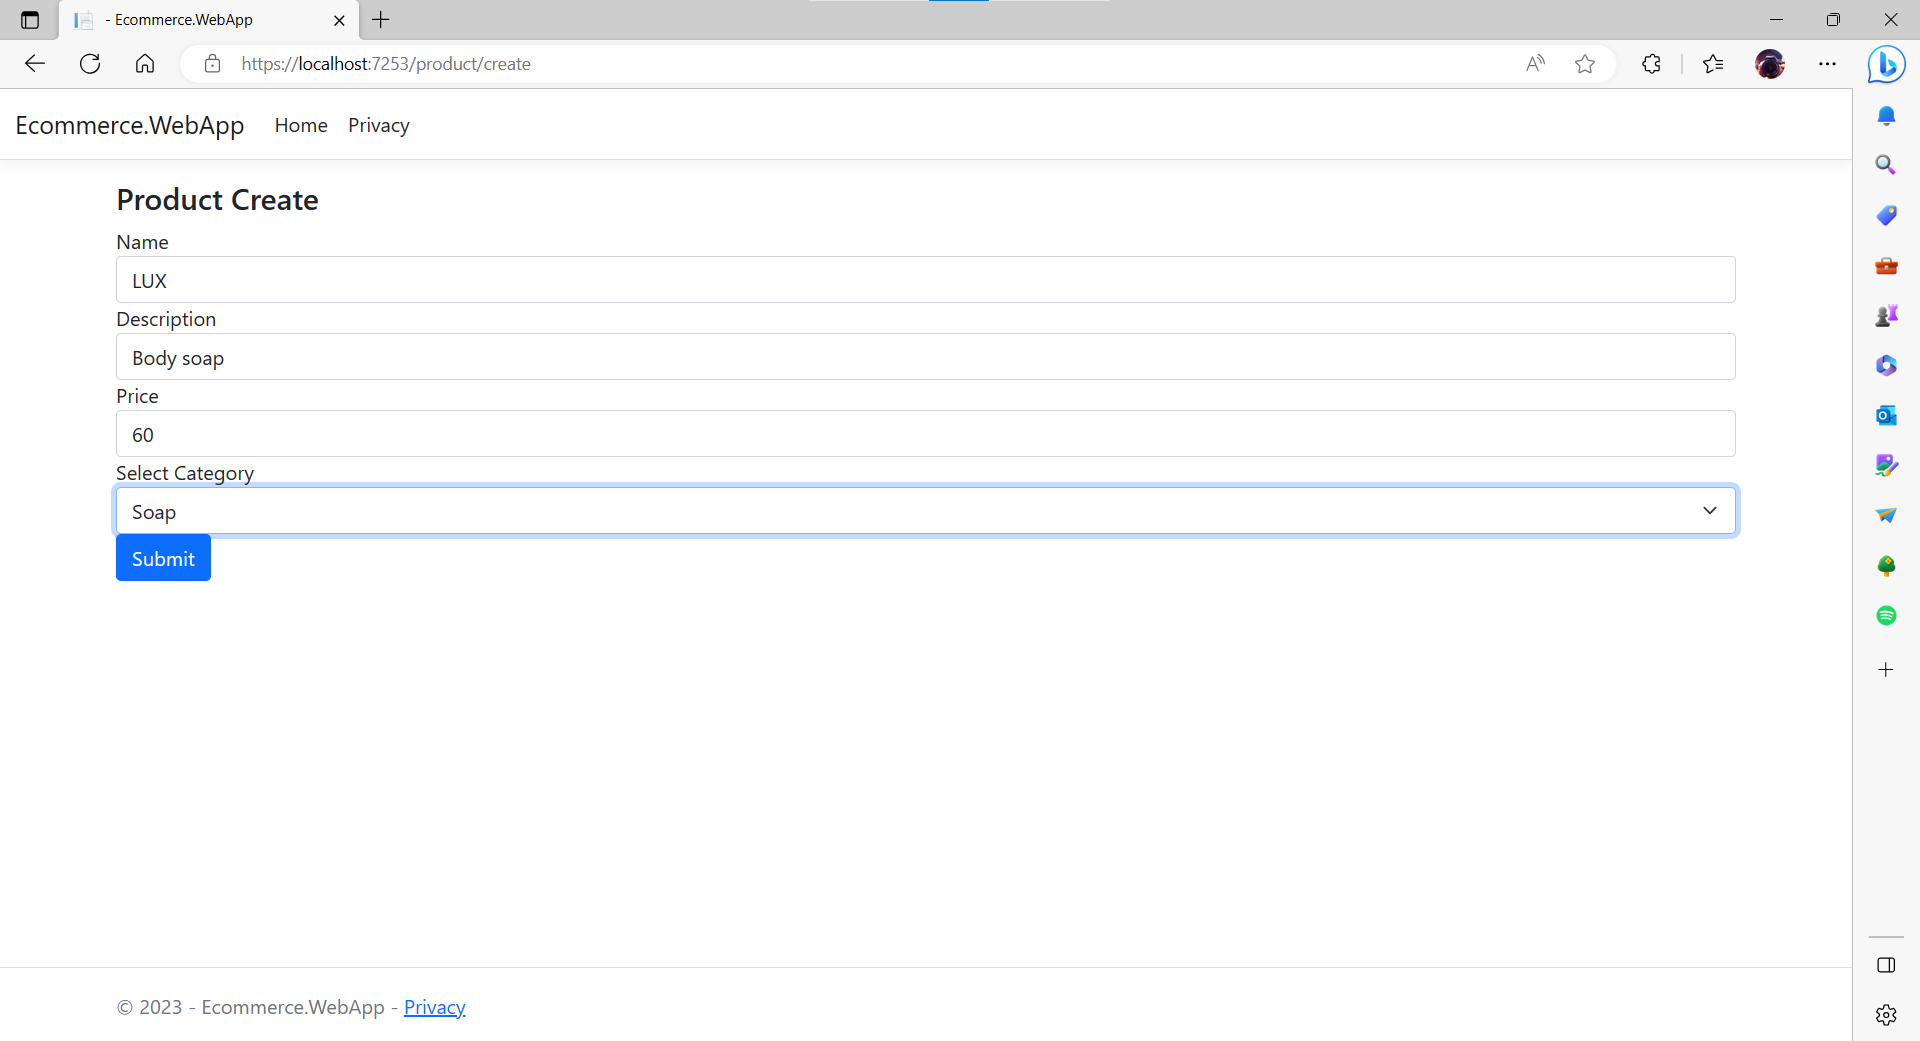 - Ecommerce.WebApp
https://localhost:7253/product/create
Ecommerce.WebApp Home Privacy
Product Create
Name
LUX
Description
Body soap
Price
60
Select Category
Soap
Submit
© 2023 - Ecommerce.WebApp - Privacy